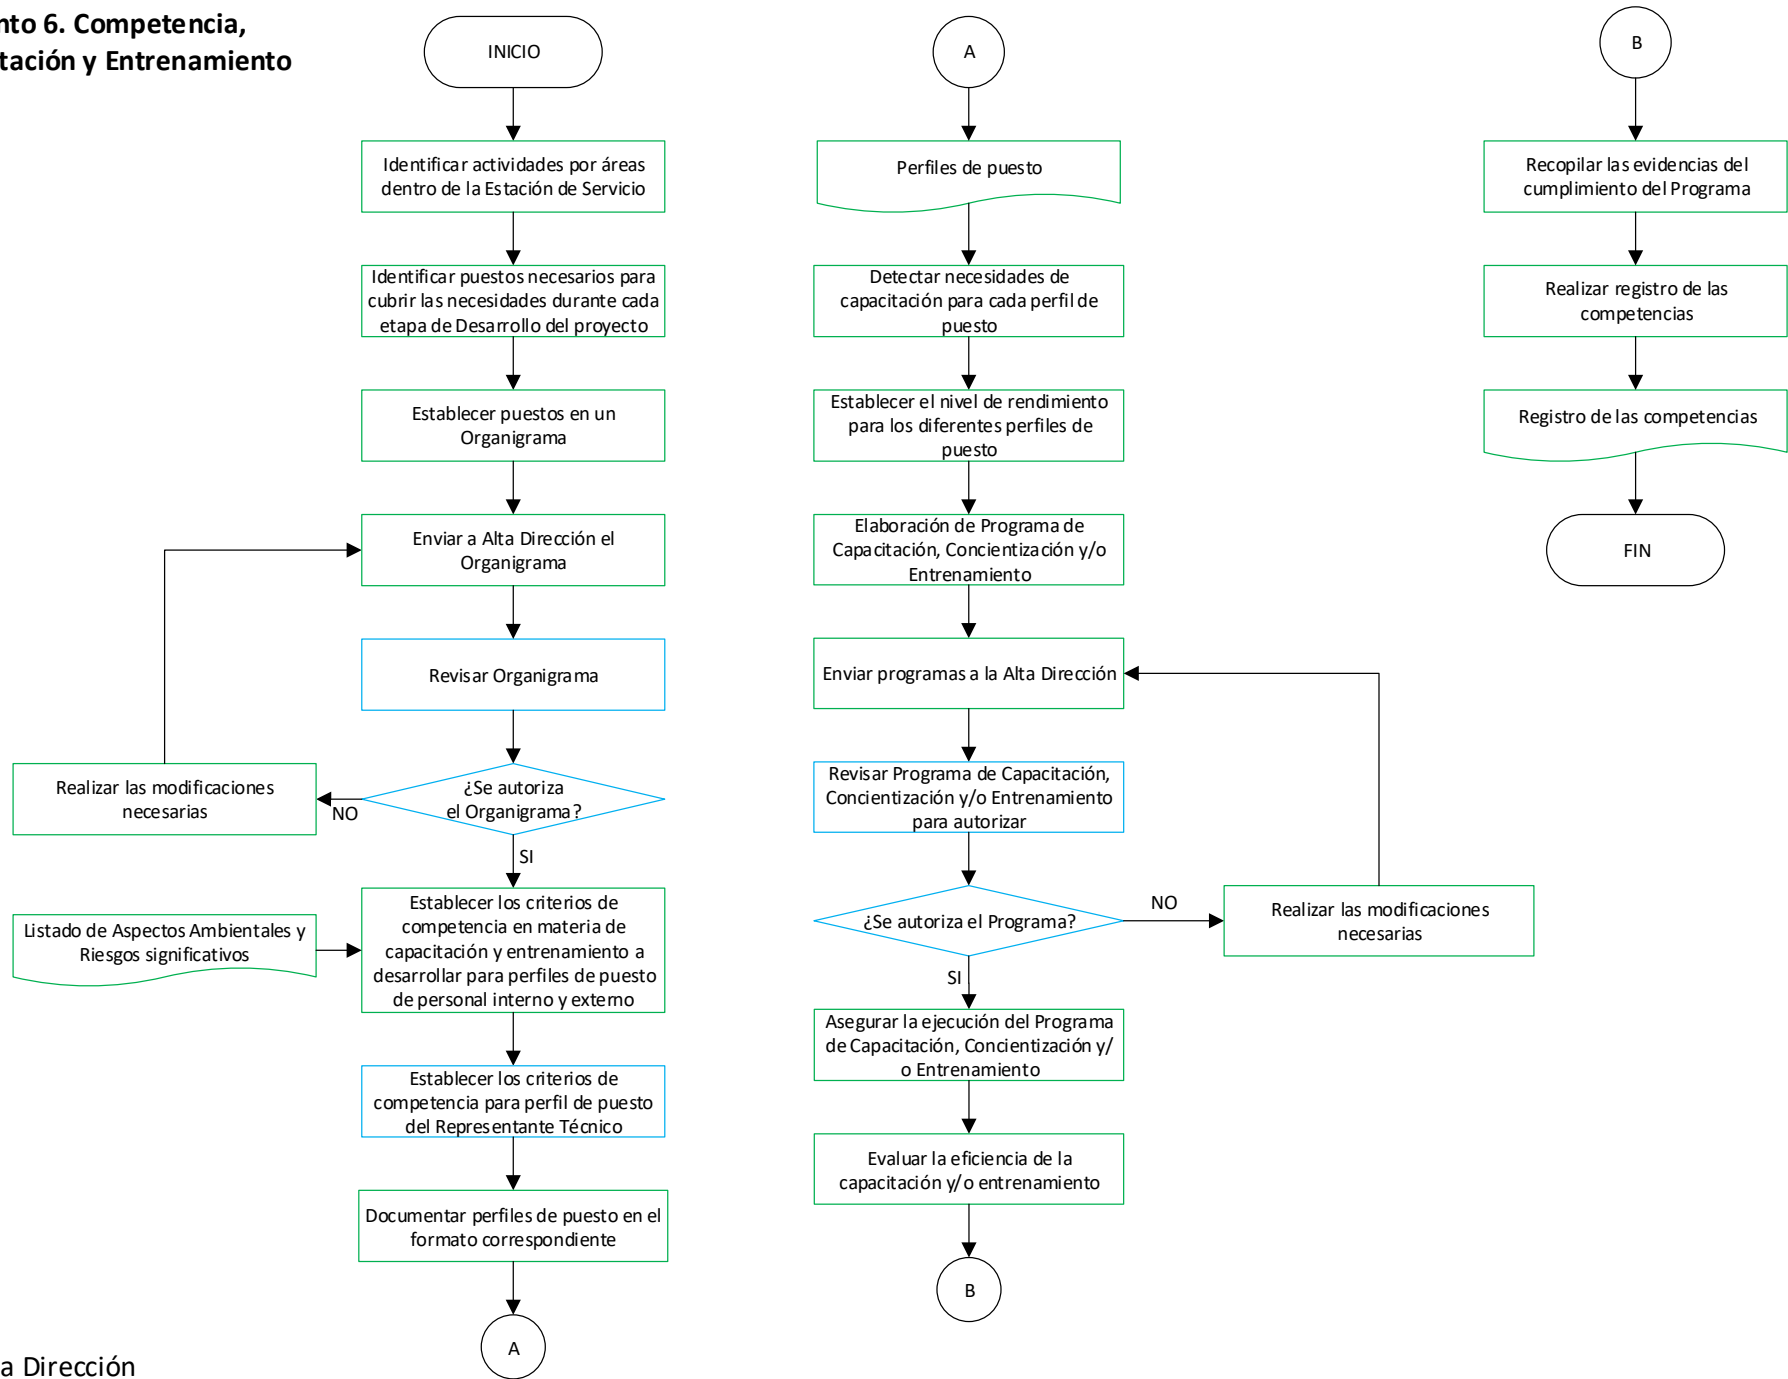 nto 6. Competencia,
tación y Entrenamiento
INICIO
Identificar actividades por áreas
dentro de la Estación de Servicio
Identificar puestos necesarios para
cubrir las necesidades durante cada
etapa de Desarrollo del proyecto
Establecer puestos en un
Organigrama
Enviar a Alta Dirección el
Organigrama
Revisar Organigrama
¿Se autoriza
el Organigrama?
NO
Realizar las modificaciones
necesarias
SI
Listado de Aspectos Ambientales y
Riesgos significativos
Establecer los criterios de
competencia en materia de
capacitación y entrenamiento a
desarrollar para perfiles de puesto
de personal interno y externo
Establecer los criterios de
competencia para perfil de puesto
del Representante Técnico
Documentar perfiles de puesto en el
formato correspondiente
A
a Dirección
A
Perfiles de puesto
Detectar necesidades de
capacitación para cada perfil de
puesto
Establecer el nivel de rendimiento
para los diferentes perfiles de
puesto
Elaboración de Programa de
Capacitación, Concientización y/o
Entrenamiento
Enviar programas a la Alta Dirección
Revisar Programa de Capacitación,
Concientización y/o Entrenamiento
para autorizar
¿Se autoriza el Programa?
NO
Realizar las modificaciones
necesarias
SI
Asegurar la ejecución del Programa
de Capacitación, Concientización y/
o Entrenamiento
Evaluar la eficiencia de la
capacitación y/o entrenamiento
B
B
Recopilar las evidencias del
cumplimiento del Programa
Realizar registro de las
competencias
Registro de las competencias
FIN